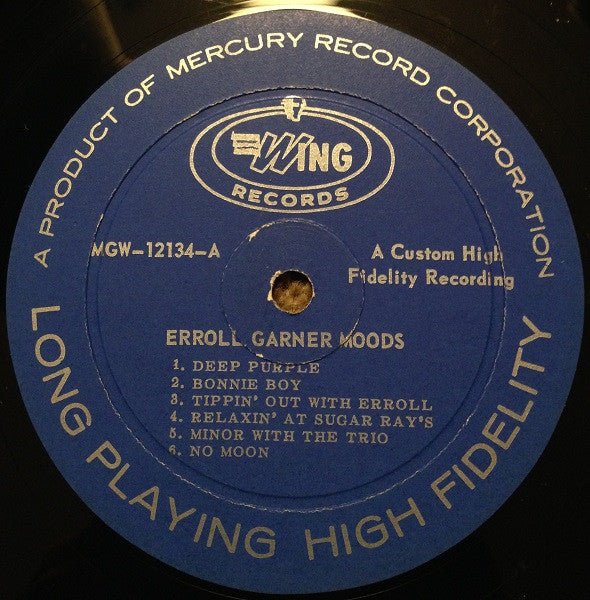 A PRODUCT OF MERCURY RECORD CORPORATION
WING
RECORDS
MGW-12134-A
A Custom High
Fidelity Recording
ERROLL GARNER MOODS
1. DEEP PURPLE
2. BONNIE BOY
3. TIPPIN' OUT WITH ERROLL
4. RELAXIN' AT SUGAR RAY'S
5. MINOR WITH THE TRIO
6. NO MOON
LONG PLAYING HIGH FIDELITY